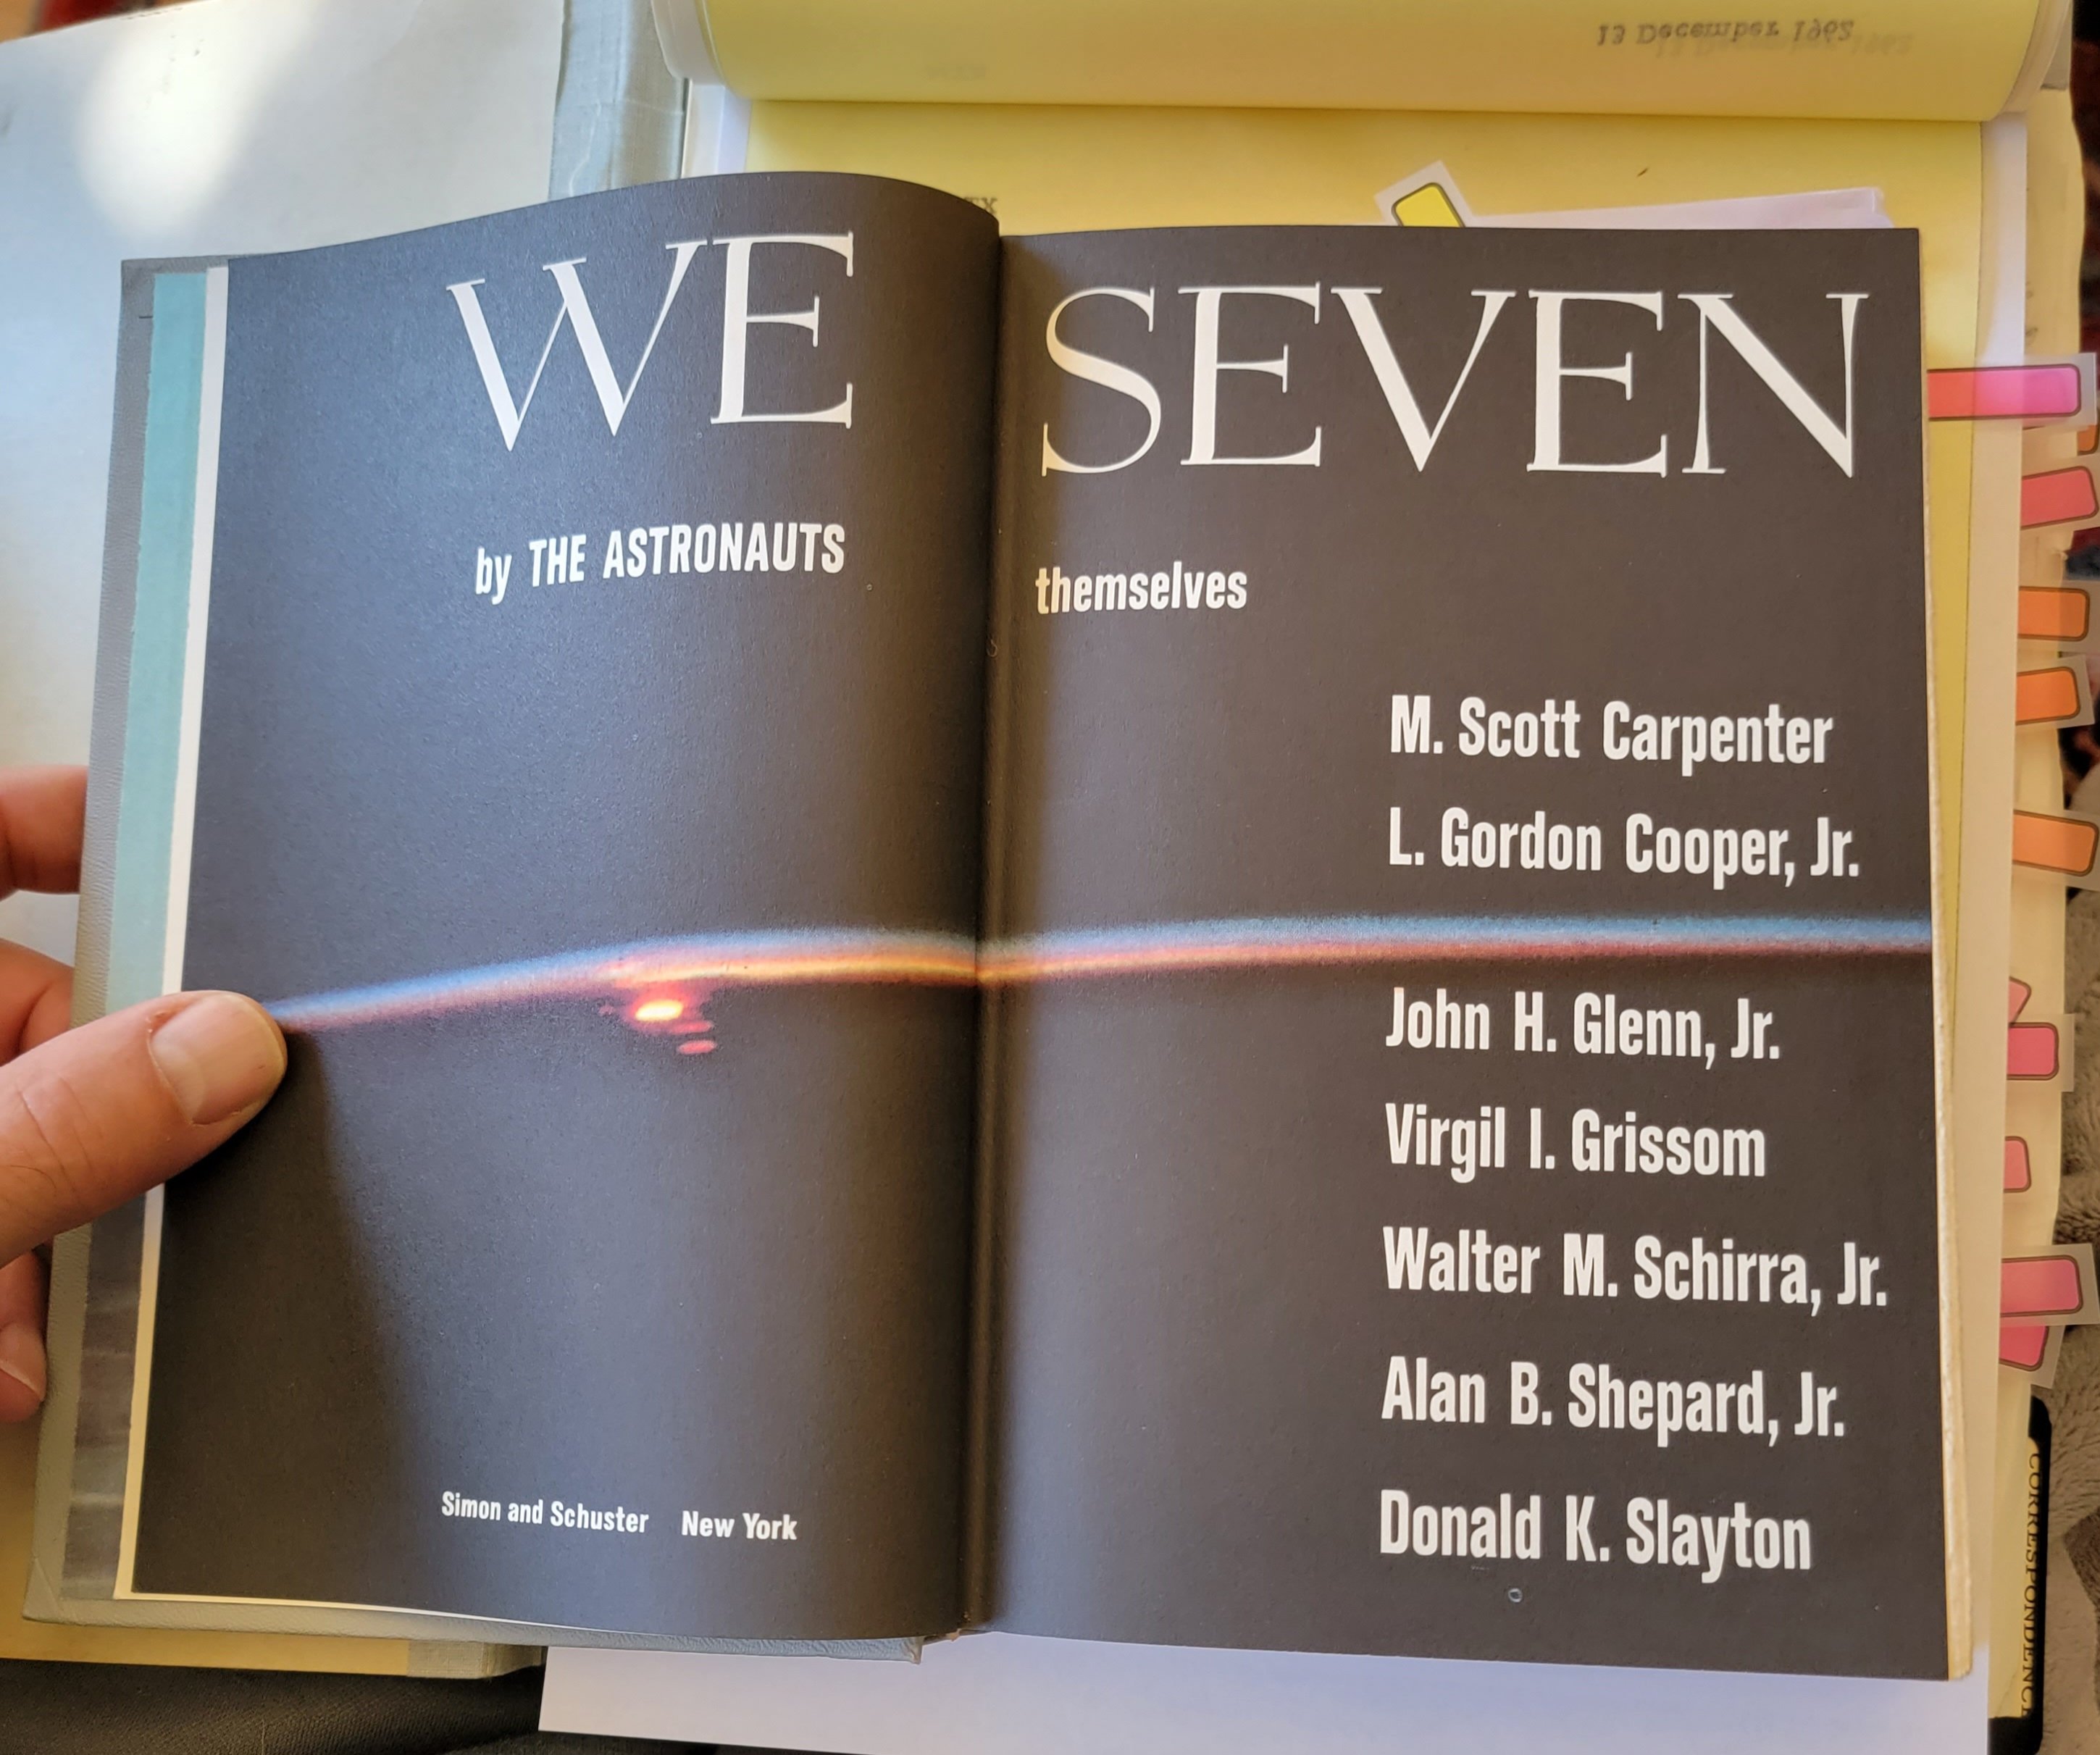 13 December 1962
WE SEVEN
by THE ASTRONAUTS themselves
M. Scott Carpenter
L. Gordon Cooper, Jr.
John H. Glenn, Jr.
Virgil I. Grissom
Walter M. Schirra, Jr.
Alan B. Shepard, Jr.
Donald K. Slayton
Simon and Schuster New York